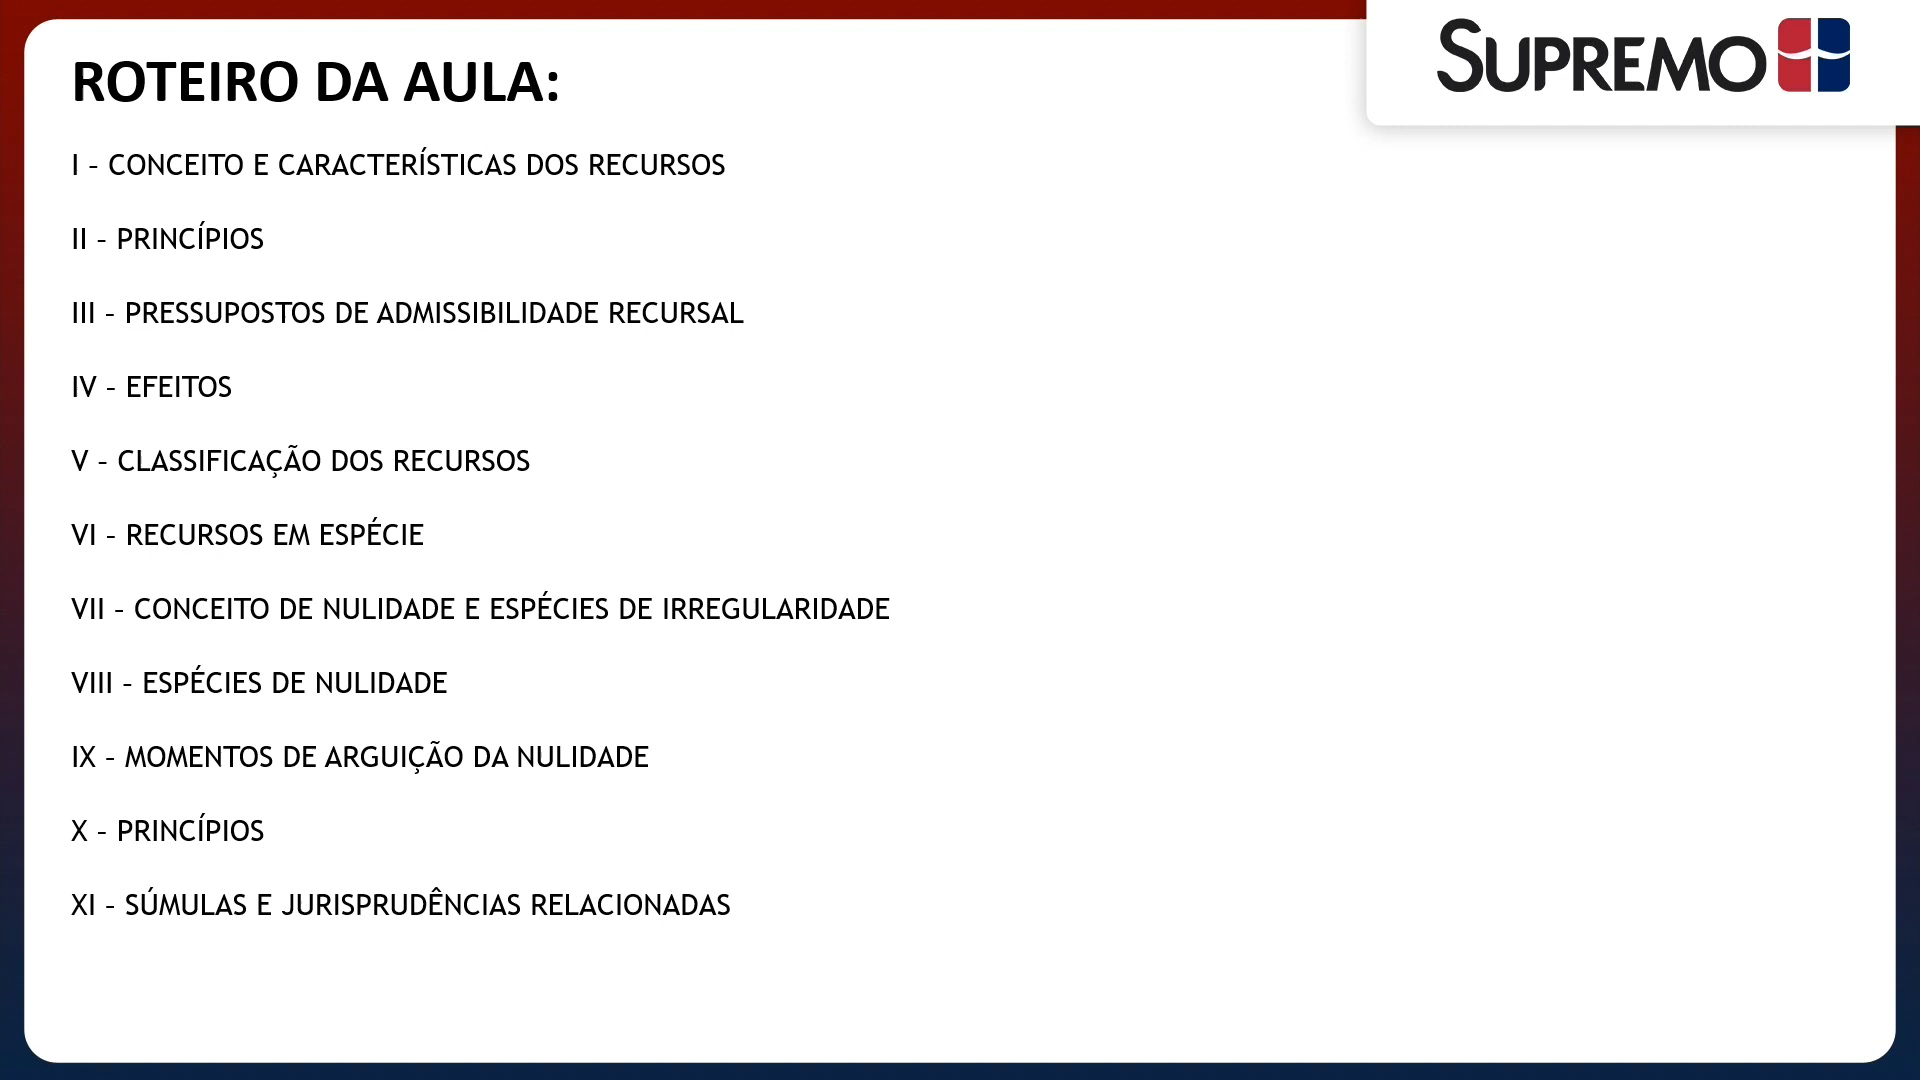 SUPREMO
ROTEIRO DA AULA:
I – CONCEITO E CARACTERÍSTICAS DOS RECURSOS
II – PRINCÍPIOS
III – PRESSUPOSTOS DE ADMISSIBILIDADE RECURSAL
IV – EFEITOS
V – CLASSIFICAÇÃO DOS RECURSOS
VI – RECURSOS EM ESPÉCIE
VII – CONCEITO DE NULIDADE E ESPÉCIES DE IRREGULARIDADE
VIII – ESPÉCIES DE NULIDADE
IX – MOMENTOS DE ARGUIÇÃO DA NULIDADE
X – PRINCÍPIOS
XI – SÚMULAS E JURISPRUDÊNCIAS RELACIONADAS